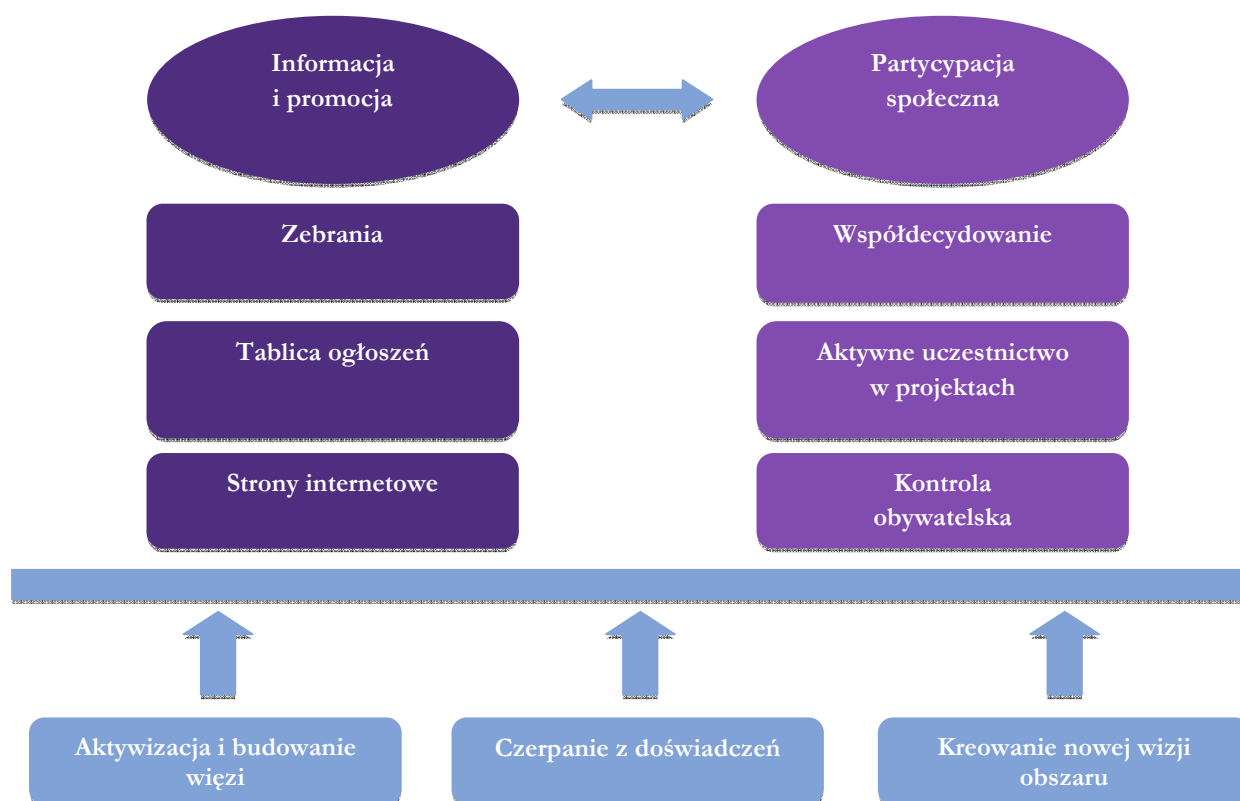 Informacja
i promocja
Partycypacja
społeczna
Zebrania
Współdecydowanie
Tablica ogłoszeń
Aktywne uczestnictwo
w projektach
Strony internetowe
Kontrola
obywatelska
Aktywizacja i budowanie
więzi
Czerpanie z doświadczeń
Kreowanie nowej wizji
obszaru